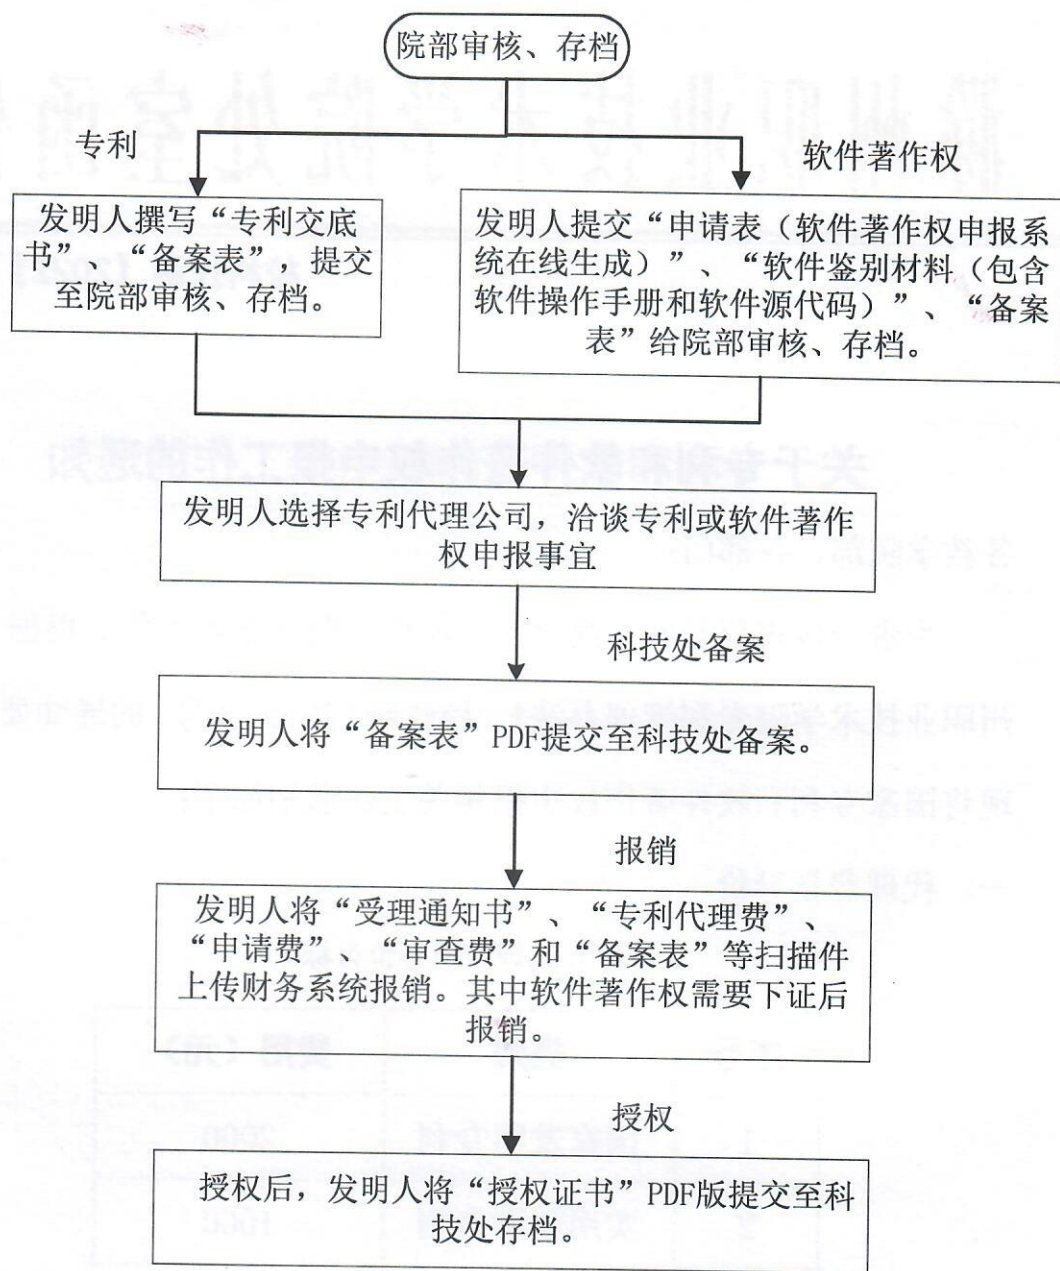 院部审核、存档
专利
软件著作权
发明人撰写“专利交底
书”、“备案表”，提交
至院部审核、存档。
发明人提交“申请表（软件著作权申报系
统在线生成）”、“软件鉴别材料（包含
软件操作手册和软件源代码）”、“备案
表”给院部审核、存档。
发明人选择专利代理公司，洽谈专利或软件著作
权申报事宜
科技处备案
发明人将“备案表”PDF提交至科技处备案。
报销
发明人将“受理通知书”、“专利代理费”、
“申请费”、“审查费”和“备案表”等扫描件
上传财务系统报销。其中软件著作权需要下证后
报销。
授权
授权后，发明人将“授权证书”PDF版提交至科
技处存档。